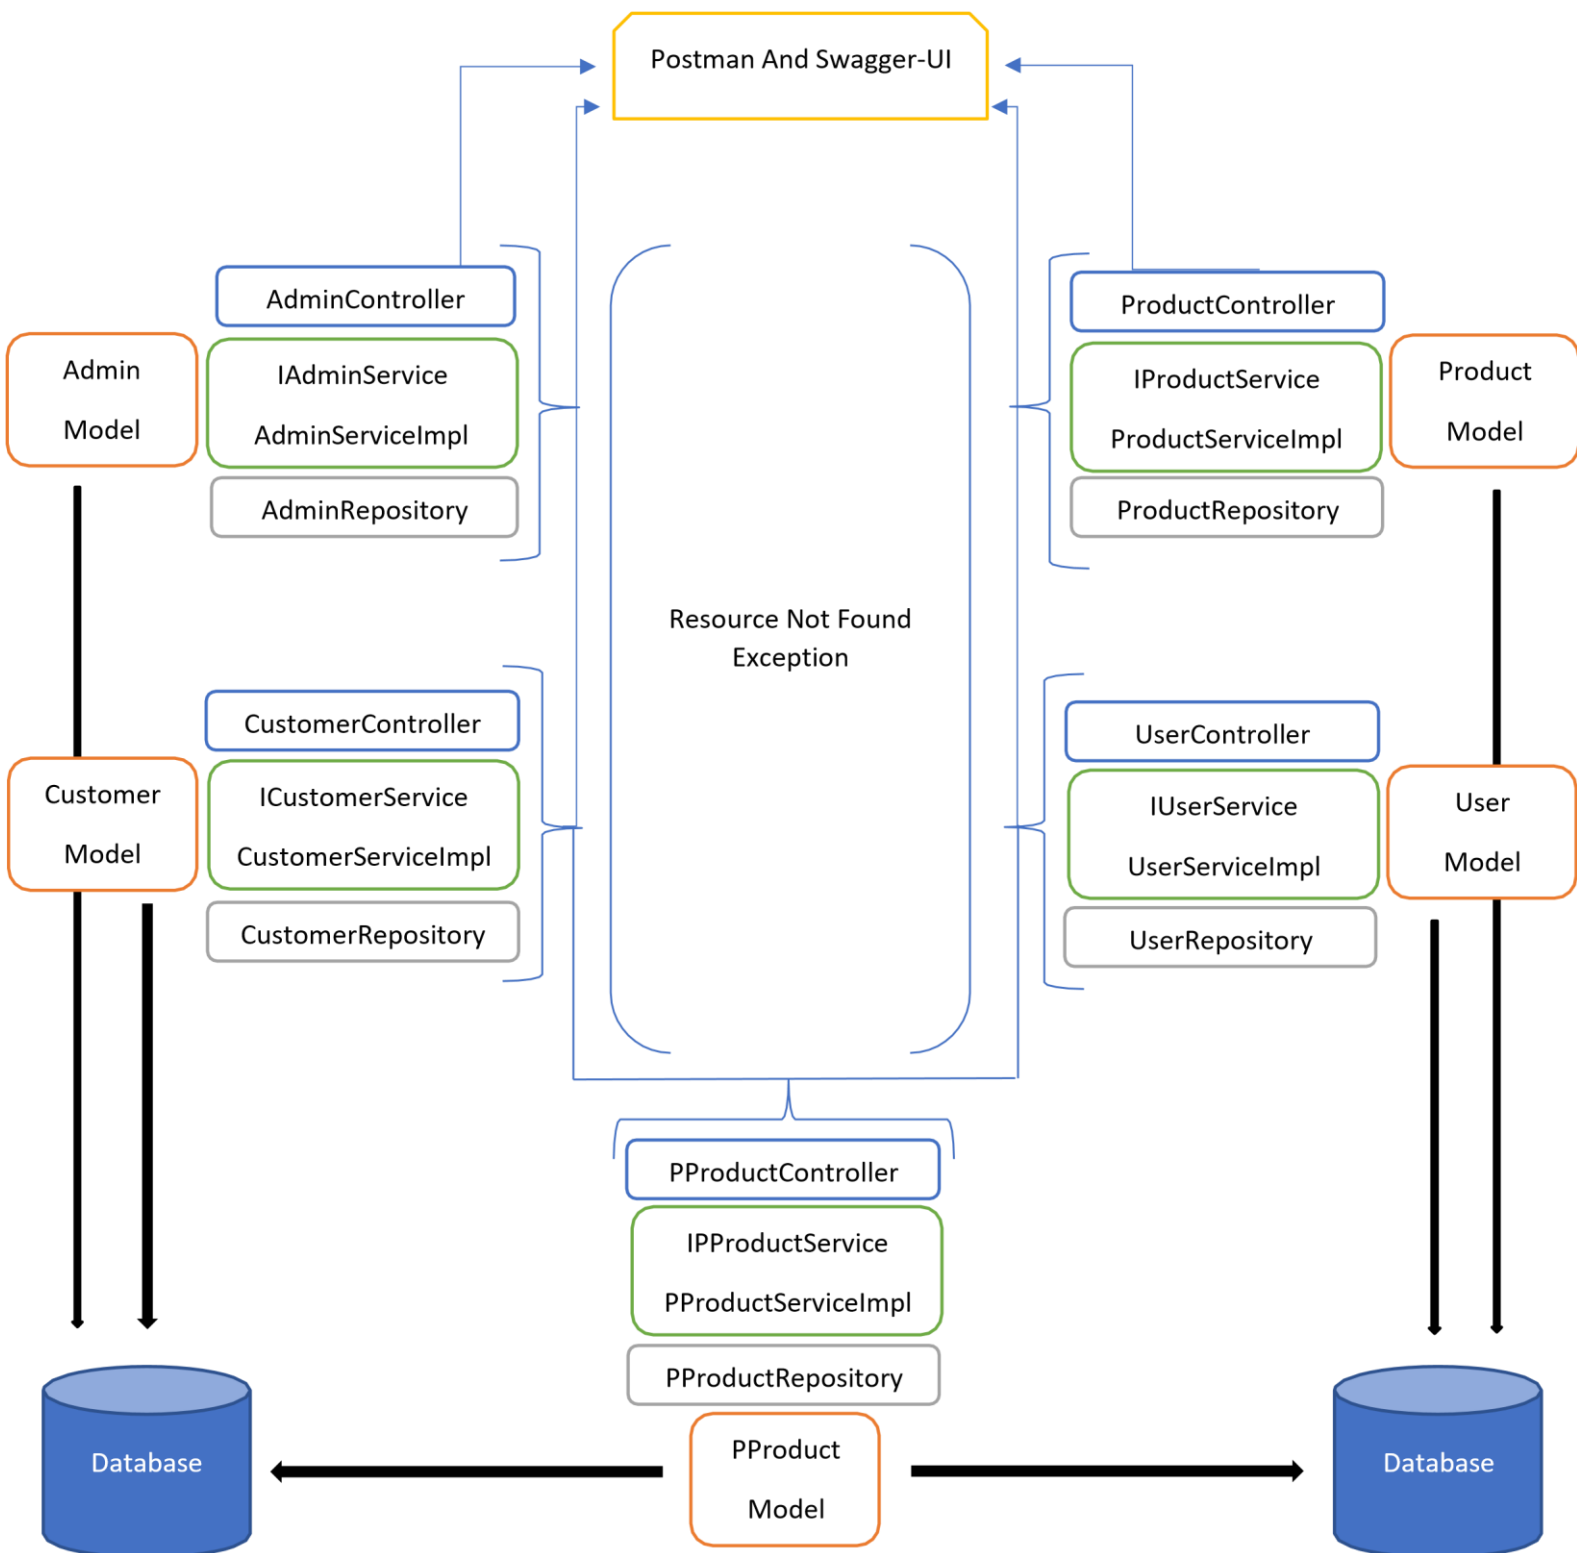 Postman And Swagger-UI
AdminController
Admin
Model
IAdminService
AdminServiceImpl
AdminRepository
ProductController
IProductService
ProductServiceImpl
Product
Model
ProductRepository
Resource Not Found
Exception
CustomerController
Customer
Model
ICustomerService
CustomerServiceImpl
CustomerRepository
UserController
IUserService
UserServiceImpl
User
Model
UserRepository
PProductController
IPProductService
PProductServiceImpl
PProductRepository
PProduct
Model
Database
Database